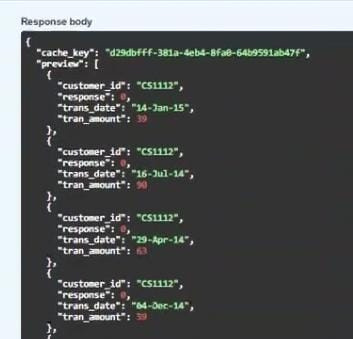 Response body
{
"cache_key": "d29dbfff-381a-4eb4-8fa0-64b9591ab47f",
"preview": [
{
"customer_id": "CS1112",
"response": 0,
"trans_date": "14-Jan-15",
"tran_amount": 39
},
{
"customer_id": "CS1112",
"response": 0,
"trans_date": "16-Jul-14",
"tran_amount": 90
},
{
"customer_id": "CS1112",
"response": 0,
"trans_date": "29-Apr-14",
"tran_amount": 63
},
{
"customer_id": "CS1112",
"response": 0,
"trans_date": "04-Dec-14",
"tran_amount": 59
},
{